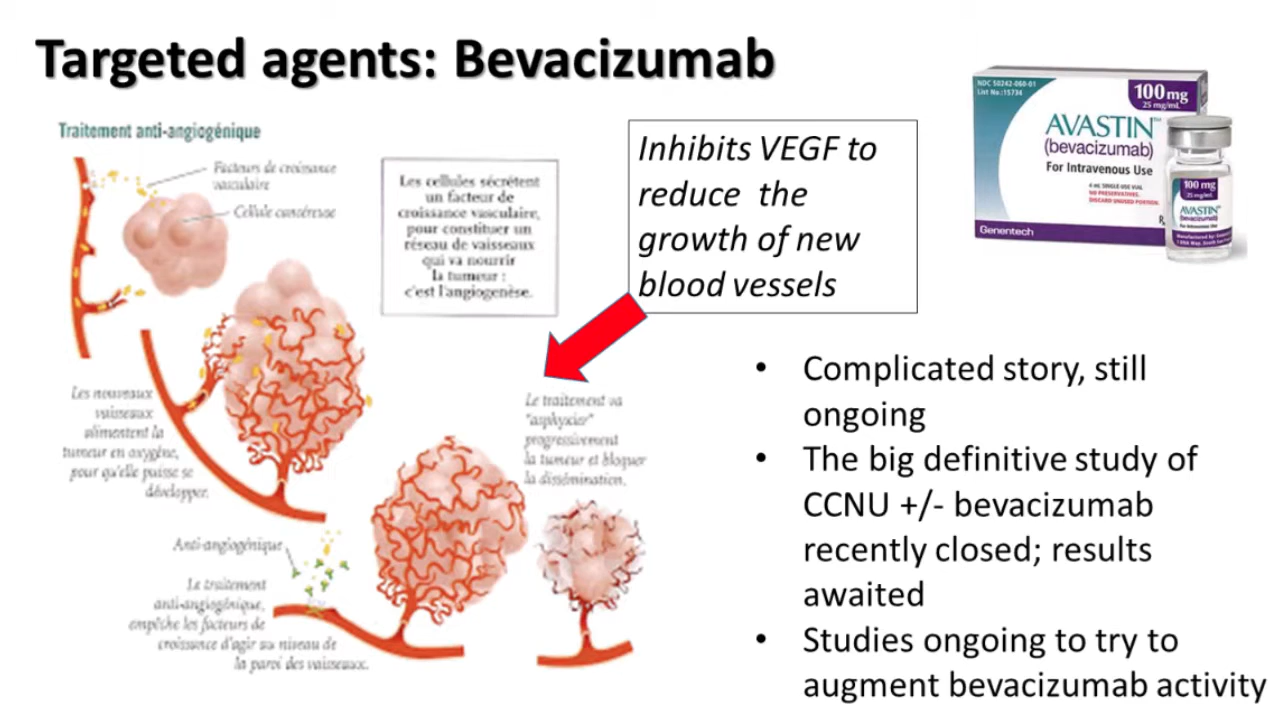 Targeted agents: Bevacizumab
Traitement anti-angiogénique
Facteurs de croissance
vasculaire
Cellule cancéreuse
Les cellules sécrètent
un facteur de
croissance vasculaire,
pour constituer un
réseau de vaisseaux
qui va nourrir
la tumeur :
c'est l'angiogenèse.
Les nouveaux
vaisseaux
alimentent la
tumeur en oxygène,
pour qu'elle puisse se
développer.
Anti-angiogénique
Le traitement
anti-angiogénique,
empêche les facteurs de
croissance d'agir au niveau de
la paroi des vaisseaux.
Le traitement va
"asphyxier"
progressivement
la tumeur et bloquer
la dissémination.
Inhibits VEGF to
reduce the
growth of new
blood vessels
NDC 50242-060-01
List No.:15734
100 mg
25 mg/mL
AVASTIN™
(bevacizumab)
For Intravenous Use
4 mL SINGLE USE VIAL
NO PRESERVATIVES.
DISCARD UNUSED PORTION.
Genentech
100 mg
25 mg/mL
AVASTIN
(bevacizumab)
For Intravenous Use
• Complicated story, still
ongoing
• The big definitive study of
CCNU +/- bevacizumab
recently closed; results
awaited
• Studies ongoing to try to
augment bevacizumab activity